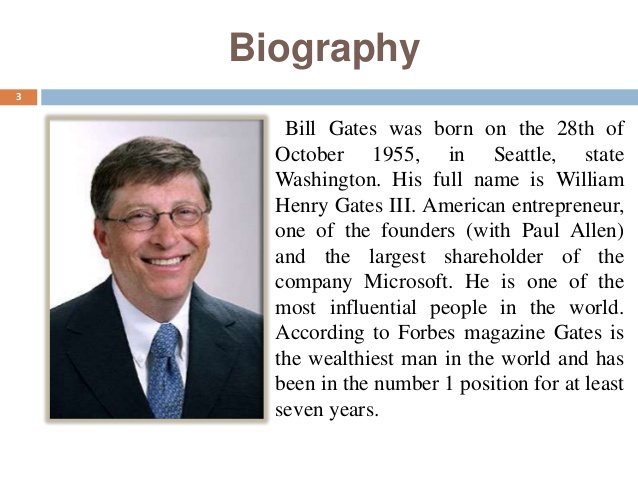 Biography
3
Bill Gates was born on the 28th of
October 1955, in Seattle, state
Washington. His full name is William
Henry Gates III. American entrepreneur,
one of the founders (with Paul Allen)
and the largest shareholder of the
company Microsoft. He is one of the
most influential people in the world.
According to Forbes magazine Gates is
the wealthiest man in the world and has
been in the number 1 position for at least
seven years.